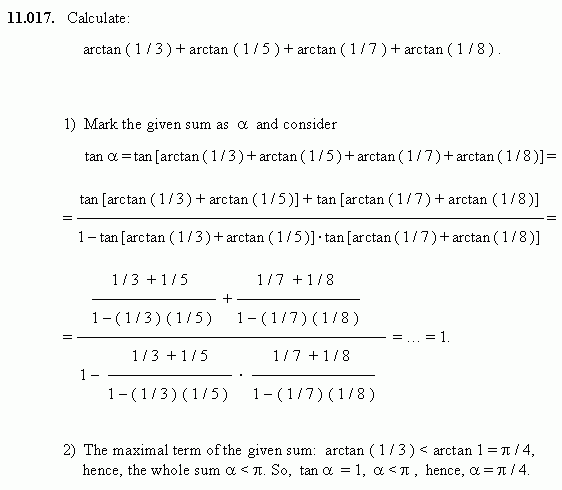 11.017. Calculate:
arctan ( 1 / 3 ) + arctan ( 1 / 5 ) + arctan ( 1 / 7 ) + arctan ( 1 / 8 ) .
1) Mark the given sum as α and consider
tan α = tan [arctan ( 1 / 3 ) + arctan ( 1 / 5 ) + arctan ( 1 / 7 ) + arctan ( 1 / 8 )] =
tan [arctan ( 1 / 3 ) + arctan ( 1 / 5 )] + tan [arctan ( 1 / 7 ) + arctan ( 1 / 8 )]
= =
1 – tan [arctan ( 1 / 3 ) + arctan ( 1 / 5 )] · tan [arctan ( 1 / 7 ) + arctan ( 1 / 8 )]
1 / 3 + 1 / 5 1 / 7 + 1 / 8
+
1 – ( 1 / 3 ) ( 1 / 5 ) 1 – ( 1 / 7 ) ( 1 / 8 )
= = … = 1.
1 / 3 + 1 / 5 1 / 7 + 1 / 8
1 – ·
1 – ( 1 / 3 ) ( 1 / 5 ) 1 – ( 1 / 7 ) ( 1 / 8 )
2) The maximal term of the given sum: arctan ( 1 / 3 ) < arctan 1 = π / 4,
hence, the whole sum α < π. So, tan α = 1, α < π , hence, α = π / 4.